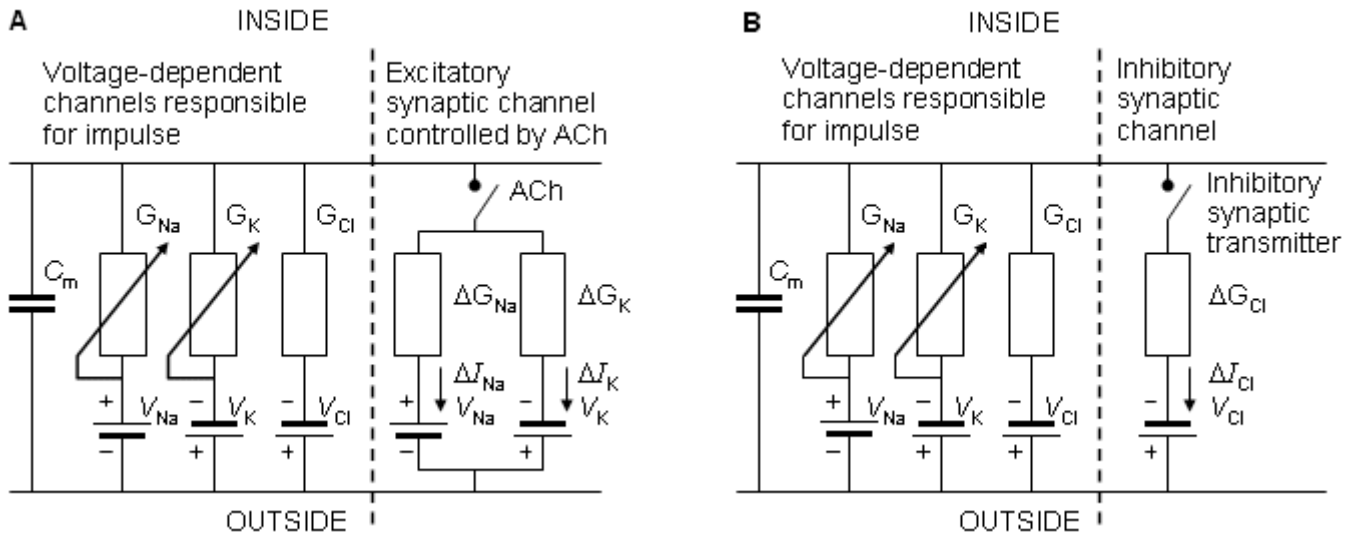 A
INSIDE
Voltage-dependent
channels responsible
for impulse
Excitatory
synaptic channel
controlled by ACh
ACh
G_Na
G_K
G_Cl
C_m
ΔG_Na
ΔG_K
ΔI_Na
ΔI_K
+
V_Na
−
−
V_K
+
−
V_Cl
+
+
V_Na
−
−
V_K
+
OUTSIDE
B
INSIDE
Voltage-dependent
channels responsible
for impulse
Inhibitory
synaptic
channel
Inhibitory
synaptic
transmitter
G_Na
G_K
G_Cl
C_m
ΔG_Cl
ΔI_Cl
+
V_Na
−
−
V_K
+
−
V_Cl
+
−
V_Cl
+
OUTSIDE